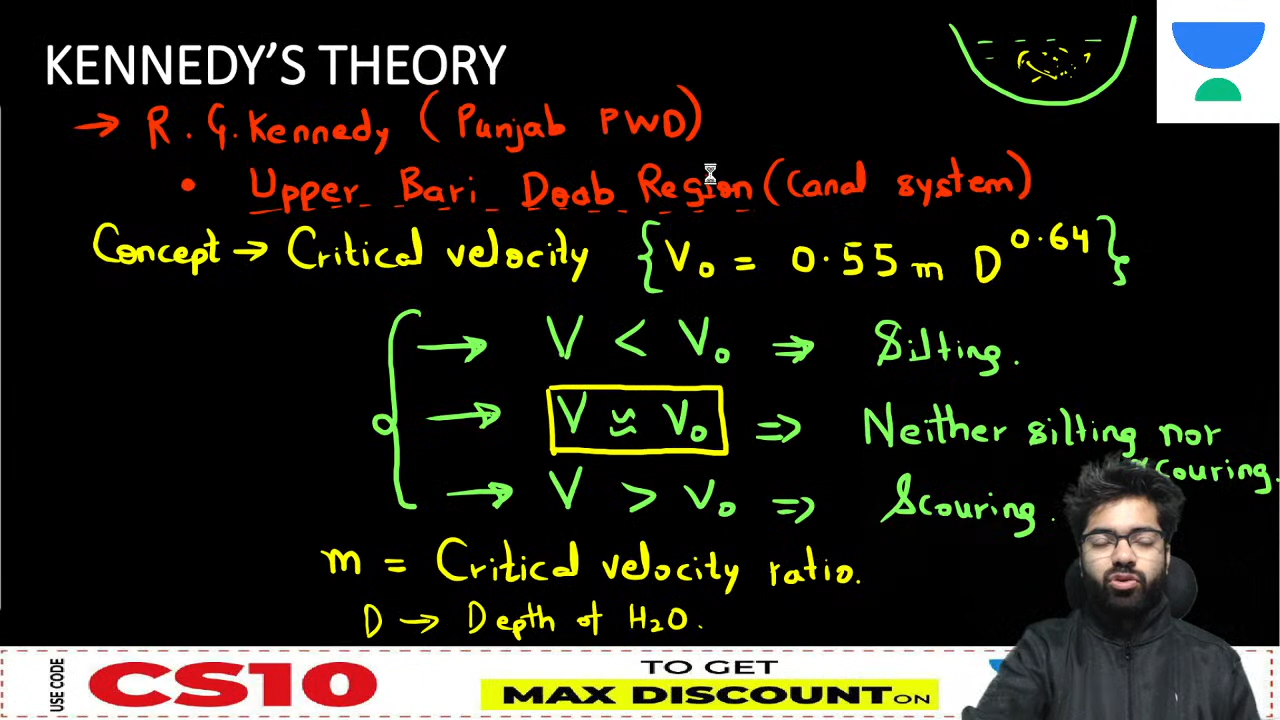 KENNEDY'S THEORY
→ R. G. Kennedy (Punjab PWD)
• Upper Bari Doab Region (Canal system)
Concept → Critical velocity {V₀ = 0.55 m D^0.64}
→ V < V₀ ⇒ Silting.
→ V ≈ V₀ ⇒ Neither silting nor
scouring.
→ V > V₀ ⇒ Scouring.
m = Critical velocity ratio.
D → Depth of H₂O.
USE CODE
CS10
TO GET
MAX DISCOUNT ON